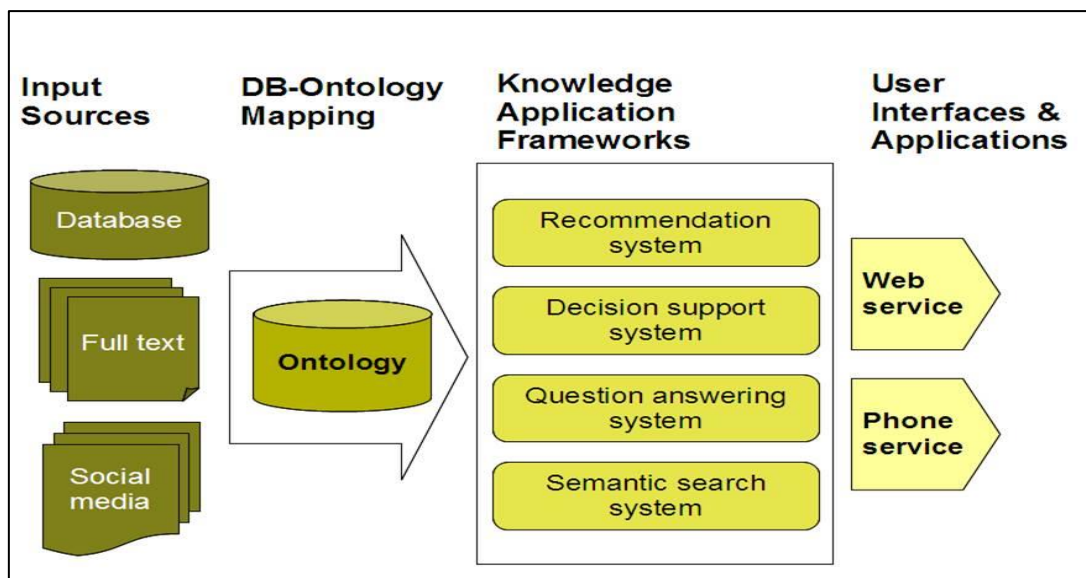 Input
Sources
DB-Ontology
Mapping
Knowledge
Application
Frameworks
User
Interfaces &
Applications
Database
Full text
Social
media
Ontology
Recommendation
system
Decision support
system
Question answering
system
Semantic search
system
Web
service
Phone
service